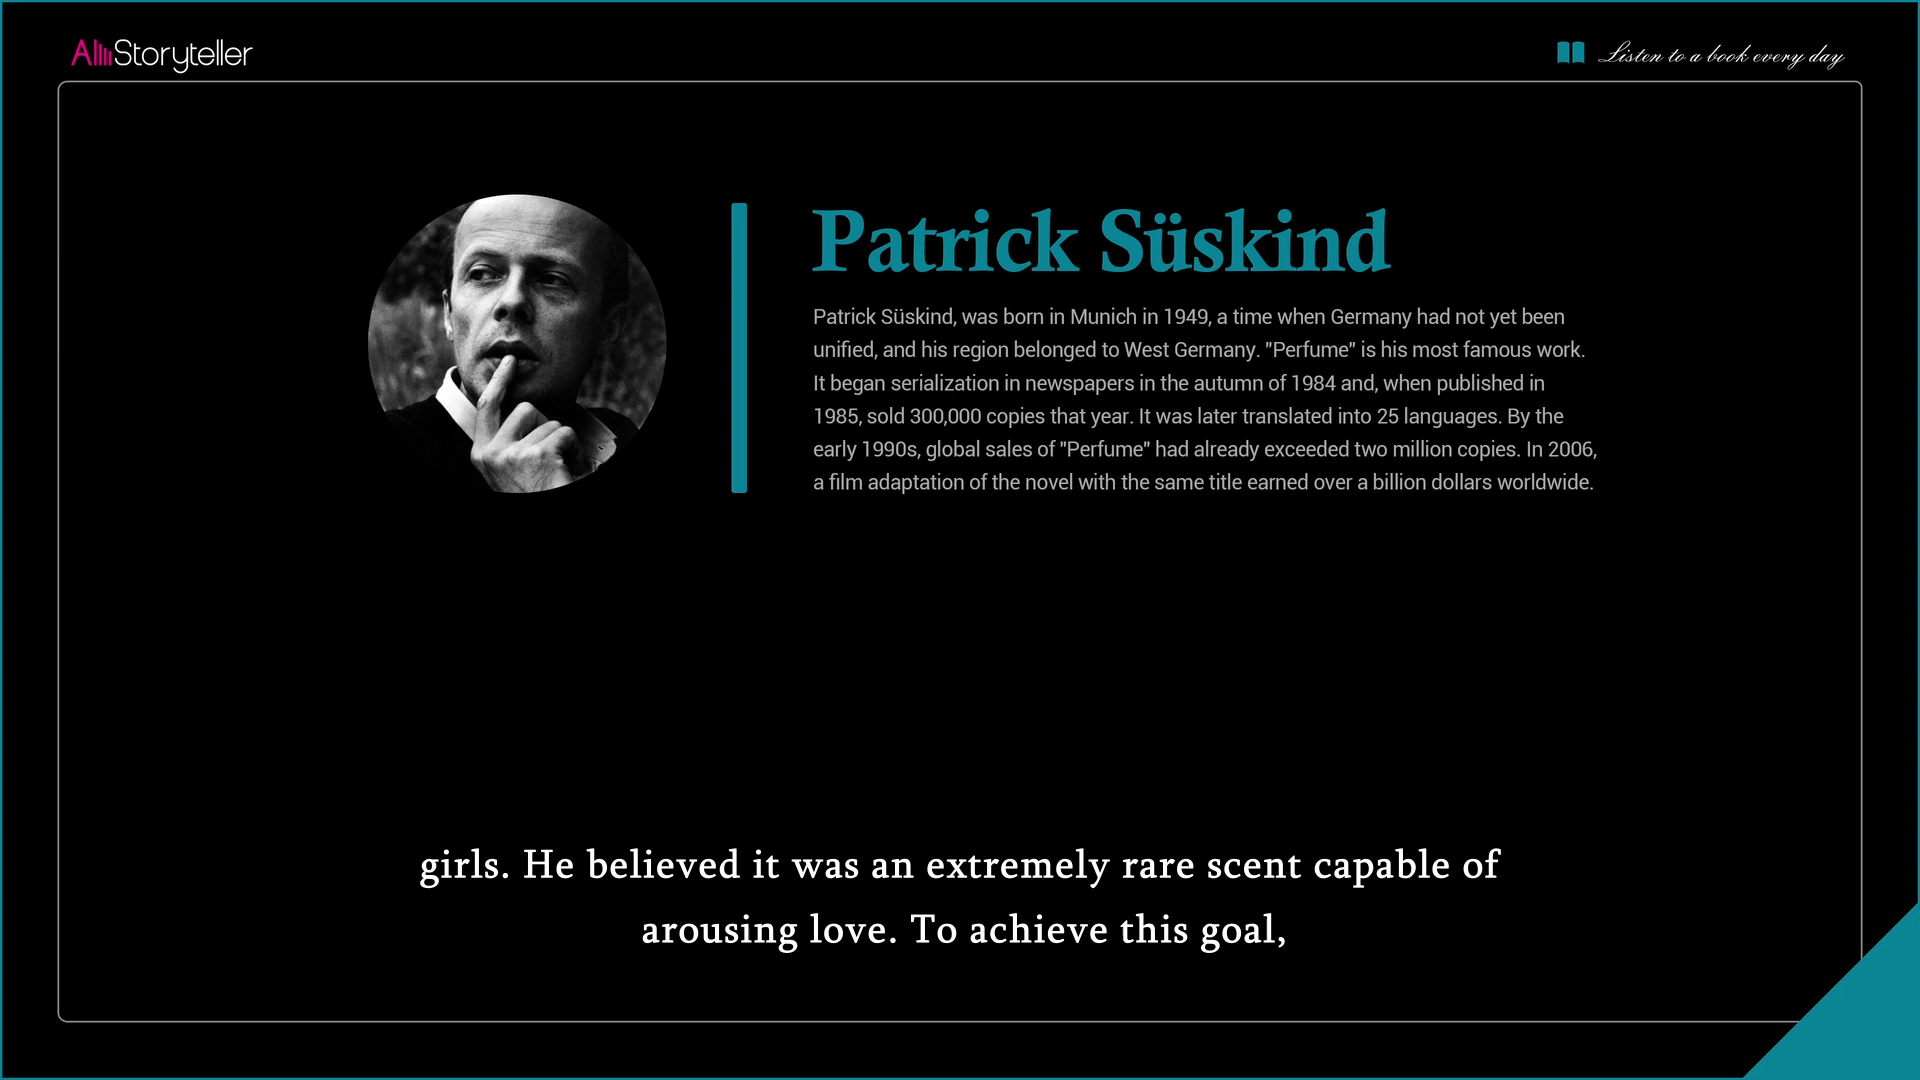 AllStoryteller
Listen to a book every day
Patrick Süskind
Patrick Süskind, was born in Munich in 1949, a time when Germany had not yet been
unified, and his region belonged to West Germany. "Perfume" is his most famous work.
It began serialization in newspapers in the autumn of 1984 and, when published in
1985, sold 300,000 copies that year. It was later translated into 25 languages. By the
early 1990s, global sales of "Perfume" had already exceeded two million copies. In 2006,
a film adaptation of the novel with the same title earned over a billion dollars worldwide.
girls. He believed it was an extremely rare scent capable of
arousing love. To achieve this goal,